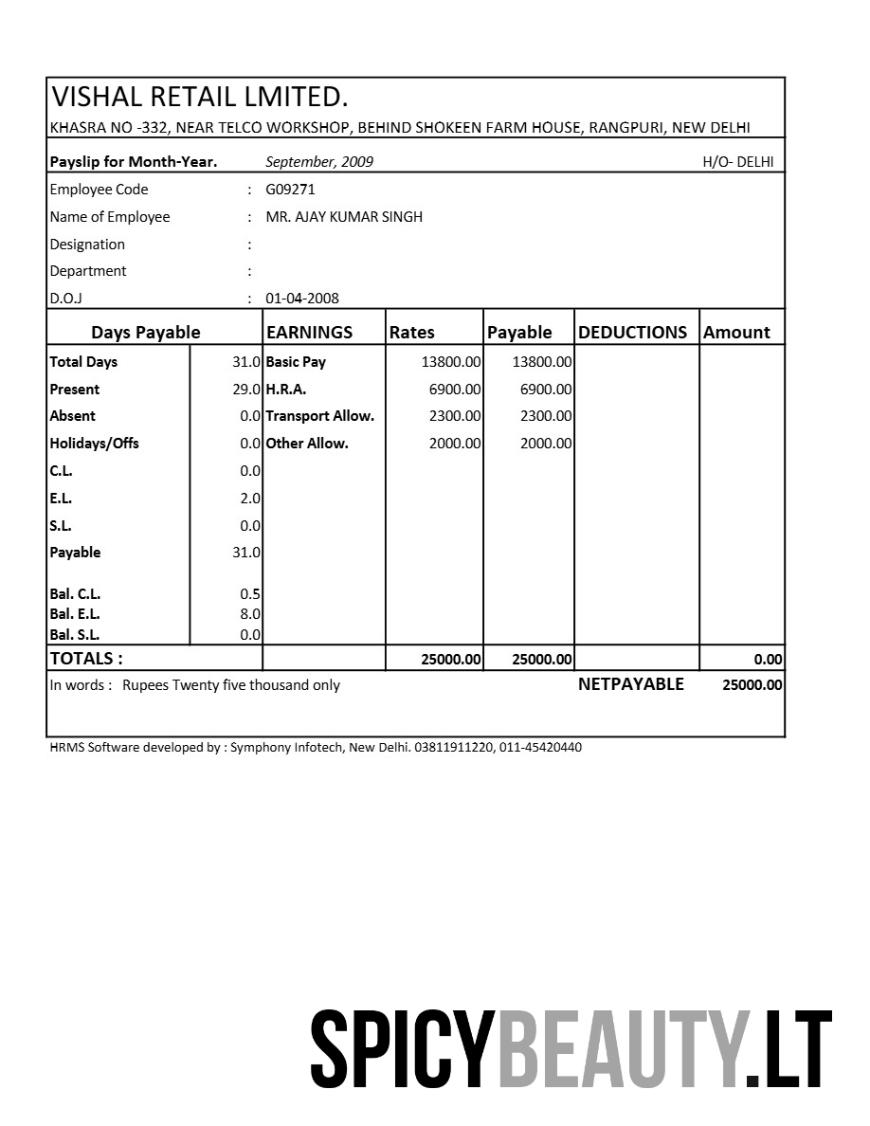 VISHAL RETAIL LMITED.
KHASRA NO -332, NEAR TELCO WORKSHOP, BEHIND SHOKEEN FARM HOUSE, RANGPURI, NEW DELHI
Payslip for Month-Year. September, 2009 H/O- DELHI
Employee Code : G09271
Name of Employee : MR. AJAY KUMAR SINGH
Designation :
Department :
D.O.J : 01-04-2008
Days Payable EARNINGS Rates Payable DEDUCTIONS Amount
Total Days 31.0 Basic Pay 13800.00 13800.00
Present 29.0 H.R.A. 6900.00 6900.00
Absent 0.0 Transport Allow. 2300.00 2300.00
Holidays/Offs 0.0 Other Allow. 2000.00 2000.00
C.L. 0.0
E.L. 2.0
S.L. 0.0
Payable 31.0
Bal. C.L. 0.5
Bal. E.L. 8.0
Bal. S.L. 0.0
TOTALS : 25000.00 25000.00 0.00
In words : Rupees Twenty five thousand only NETPAYABLE 25000.00
HRMS Software developed by : Symphony Infotech, New Delhi. 03811911220, 011-45420440
SPICYBEAUTY.LT